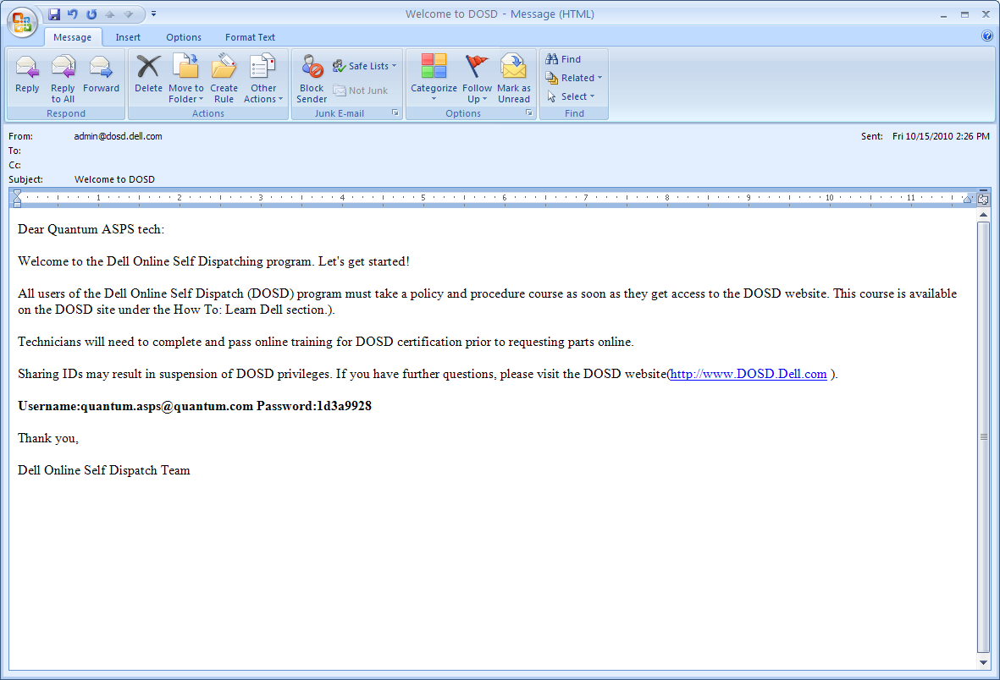 Welcome to DOSD - Message (HTML)
Message Insert Options Format Text
Reply Reply to All Forward
Respond
Delete Move to Folder Create Rule Other Actions
Actions
Block Sender Safe Lists Not Junk
Junk E-mail
Categorize Follow Up Mark as Unread
Options
Find
Related
Select
Find
From: admin@dosd.dell.com Sent: Fri 10/15/2010 2:26 PM
To:
Cc:
Subject: Welcome to DOSD
1 2 3 4 5 6 7 8 9 10 11
Dear Quantum ASPS tech:
Welcome to the Dell Online Self Dispatching program. Let's get started!
All users of the Dell Online Self Dispatch (DOSD) program must take a policy and procedure course as soon as they get access to the DOSD website. This course is available
on the DOSD site under the How To: Learn Dell section.).
Technicians will need to complete and pass online training for DOSD certification prior to requesting parts online.
Sharing IDs may result in suspension of DOSD privileges. If you have further questions, please visit the DOSD website(http://www.DOSD.Dell.com ).
Username:quantum.asps@quantum.com Password:1d3a9928
Thank you,
Dell Online Self Dispatch Team